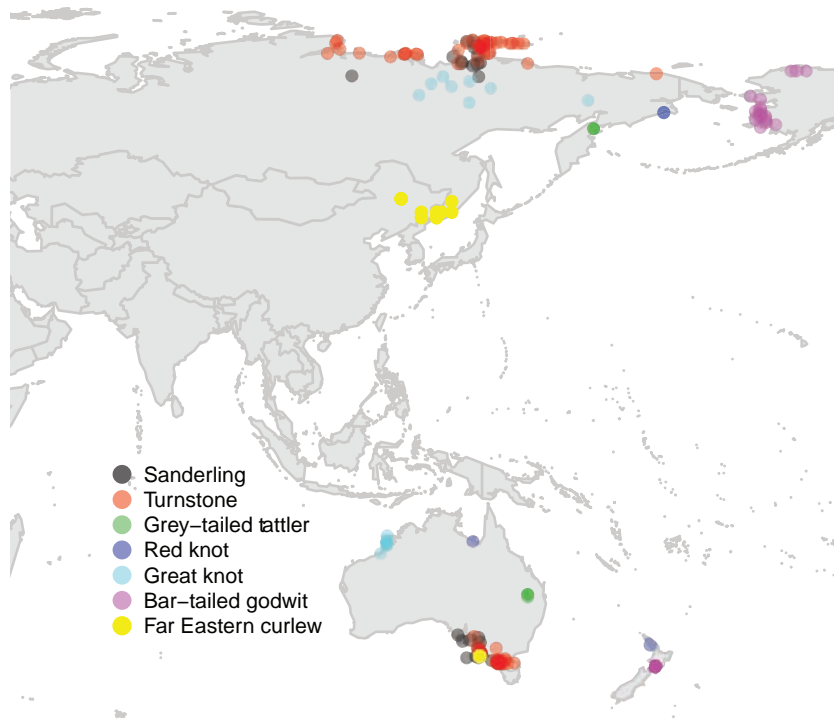 Sanderling
Turnstone
Grey−tailed tattler
Red knot
Great knot
Bar−tailed godwit
Far Eastern curlew